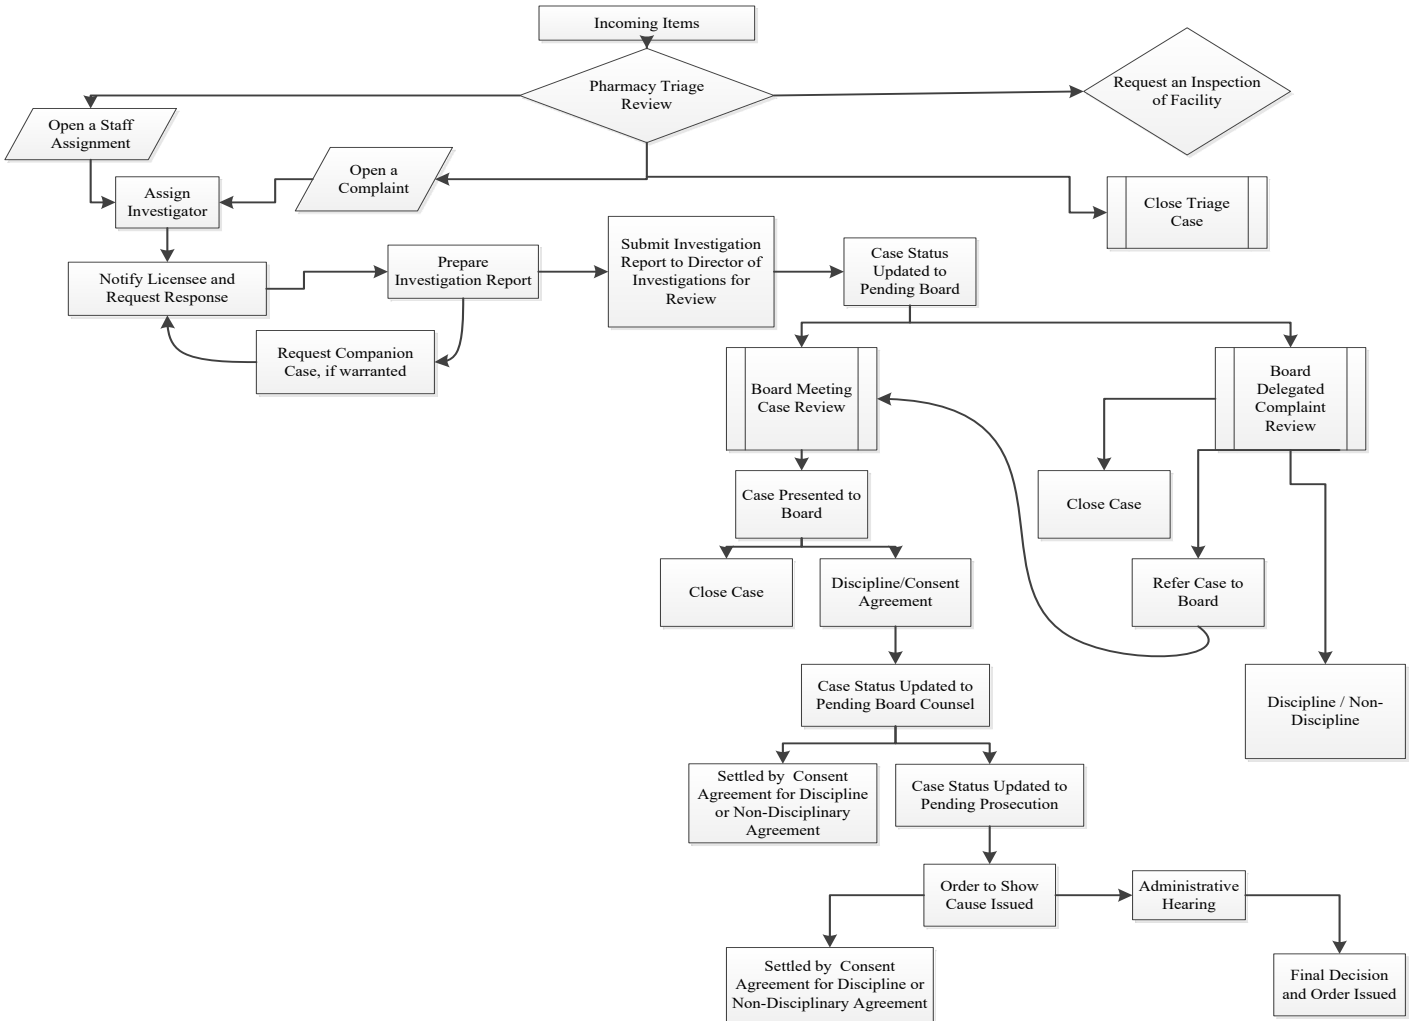 Incoming Items
Pharmacy Triage
Review
Request an Inspection
of Facility
Open a Staff
Assignment
Open a
Complaint
Assign
Investigator
Close Triage
Case
Notify Licensee and
Request Response
Prepare
Investigation Report
Submit Investigation
Report to Director of
Investigations for
Review
Case Status
Updated to
Pending Board
Request Companion
Case, if warranted
Board Meeting
Case Review
Board
Delegated
Complaint
Review
Case Presented to
Board
Close Case
Close Case
Discipline/Consent
Agreement
Refer Case to
Board
Case Status Updated to
Pending Board Counsel
Discipline / Non-
Discipline
Settled by  Consent
Agreement for Discipline
or Non-Disciplinary
Agreement
Case Status Updated to
Pending Prosecution
Order to Show
Cause Issued
Administrative
Hearing
Settled by  Consent
Agreement for Discipline or
Non-Disciplinary Agreement
Final Decision
and Order Issued